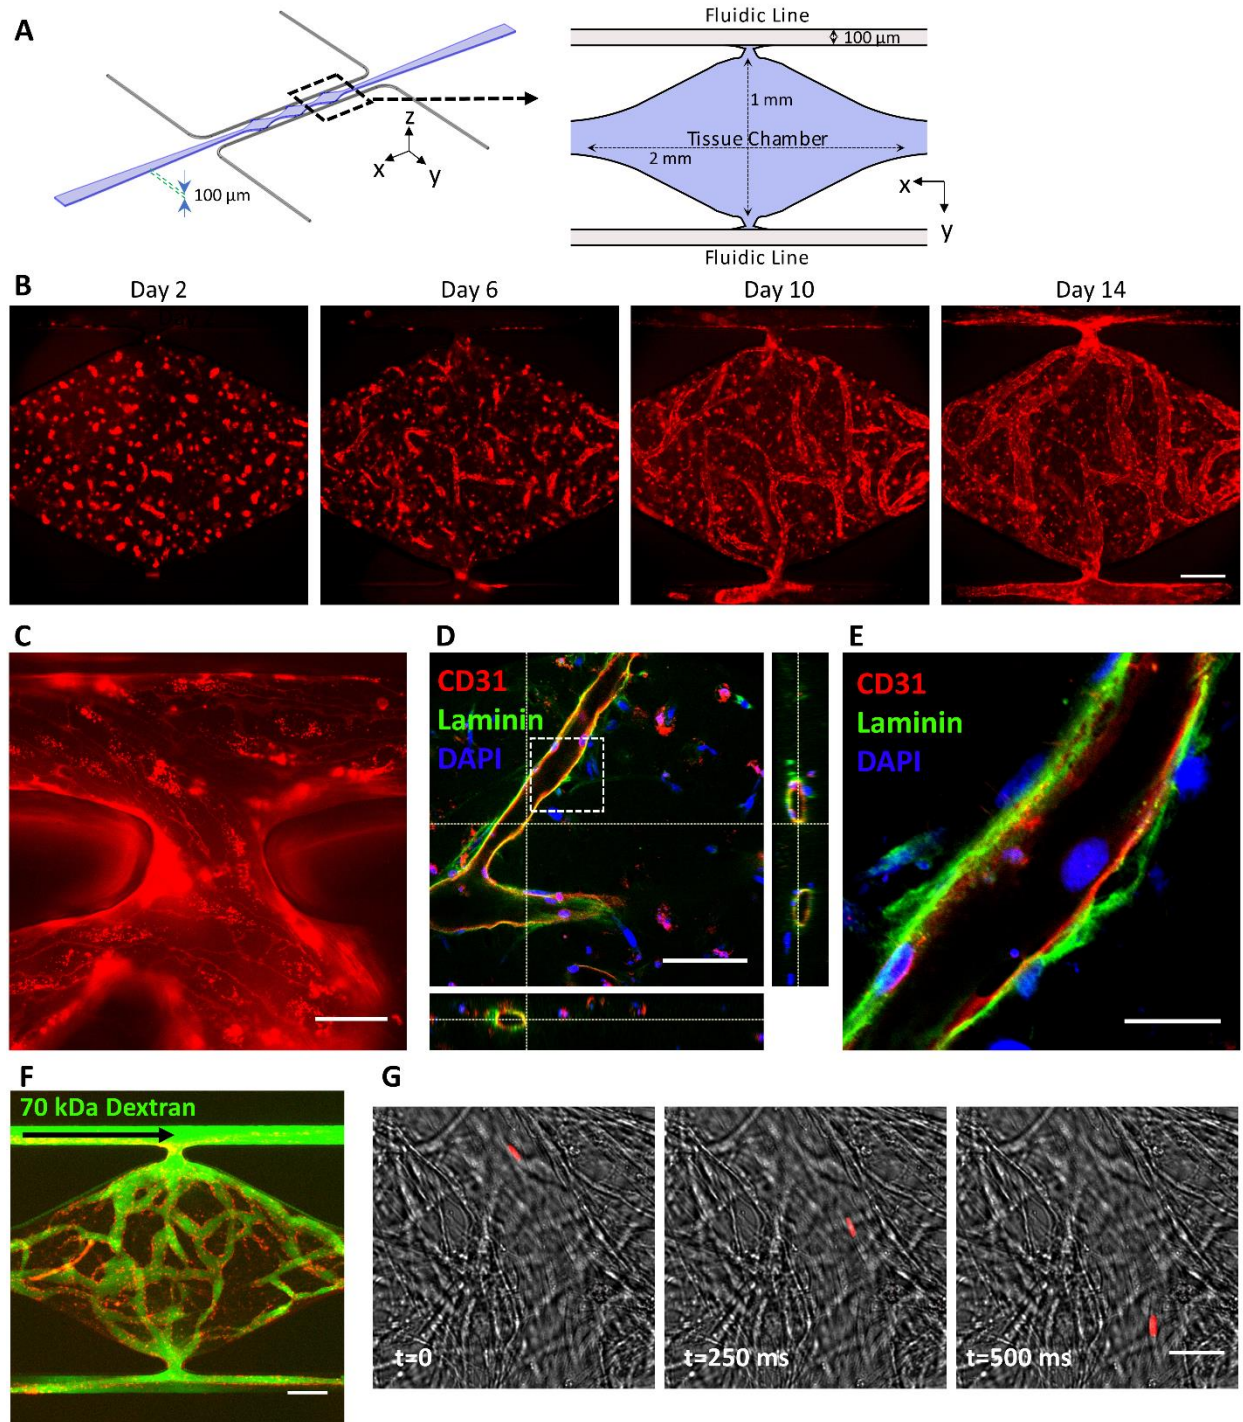 A
Fluidic Line
100 µm
1 mm
Tissue Chamber
2 mm
x
y
Fluidic Line
z
x
y
100 µm
B
Day 2
Day 6
Day 10
Day 14
C
D
CD31
Laminin
DAPI
E
CD31
Laminin
DAPI
F
70 kDa Dextran
G
t=0
t=250 ms
t=500 ms